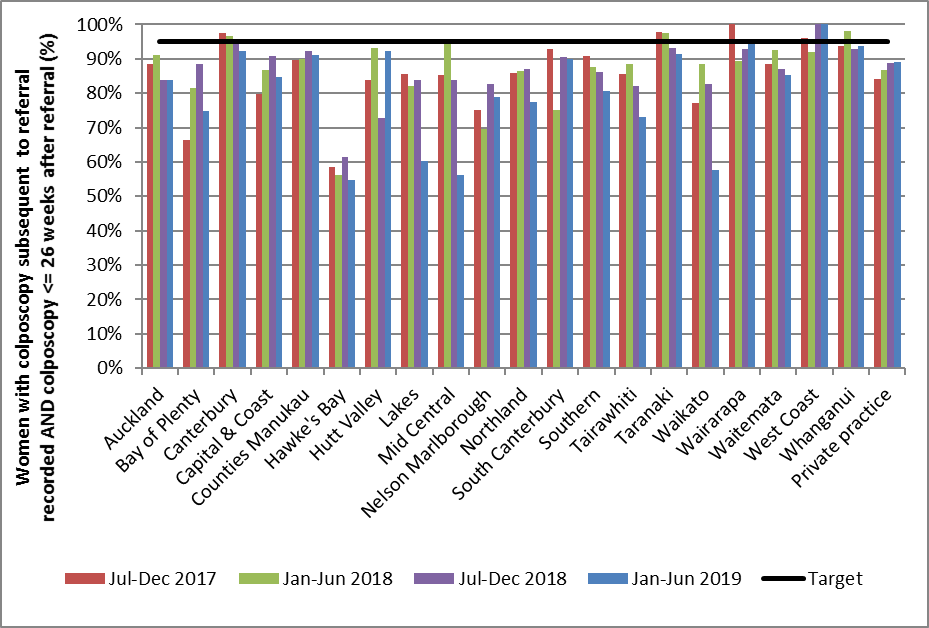 Women with colposcopy subsequent to referral
recorded AND colposcopy <= 26 weeks after referral (%)
100%
90%
80%
70%
60%
50%
40%
30%
20%
10%
0%
Auckland
Bay of Plenty
Canterbury
Capital & Coast
Counties Manukau
Hawke's Bay
Hutt Valley
Lakes
Mid Central
Nelson Marlborough
Northland
South Canterbury
Southern
Tairawhiti
Taranaki
Waikato
Wairarapa
Waitemata
West Coast
Whanganui
Private practice
Jul-Dec 2017 Jan-Jun 2018 Jul-Dec 2018 Jan-Jun 2019 Target